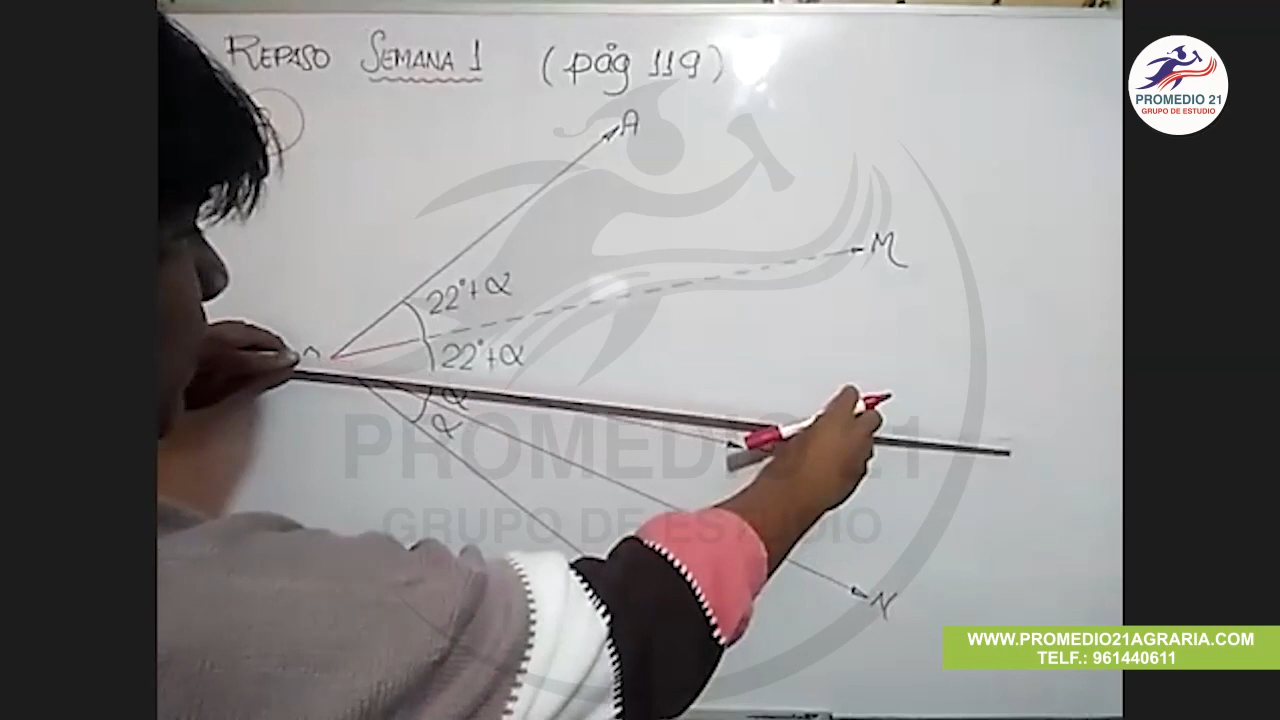 REPASO SEMANA 1 (pág 119)
PROMEDIO 21
GRUPO DE ESTUDIO
A
M
22°+α
22°+α
α
α
PROMEDIO 21
GRUPO DE ESTUDIO
N
WWW.PROMEDIO21AGRARIA.COM
TELF.: 961440611